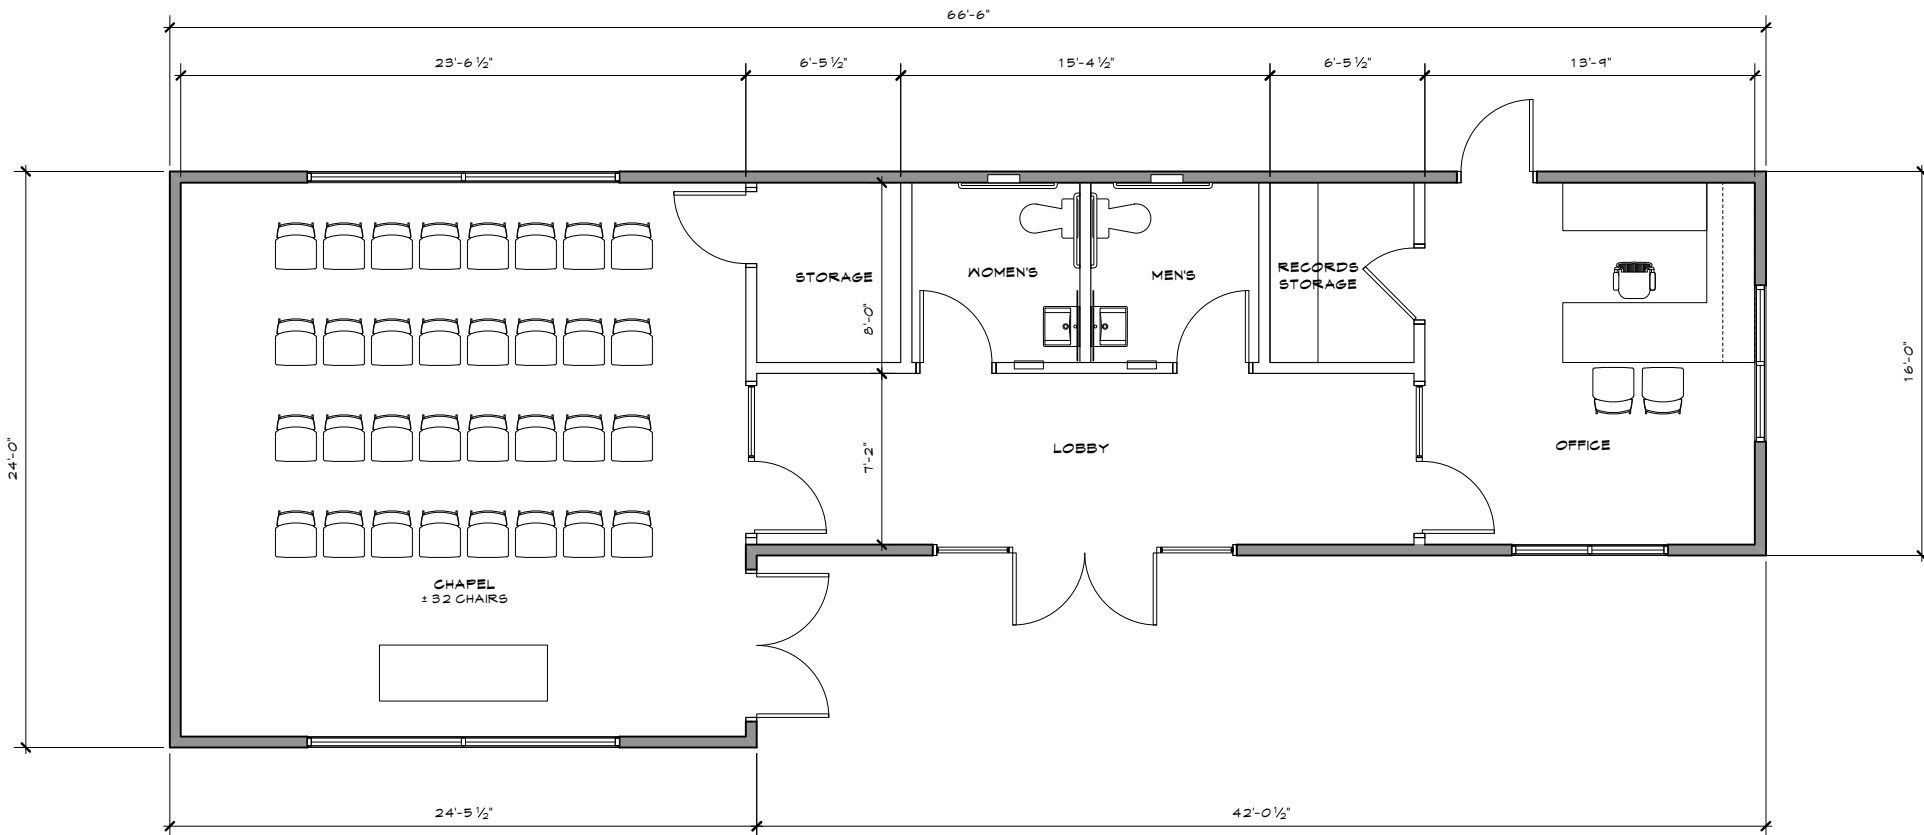 66'-6"
23'-6 ½"
6'-5 ½"
15'-4 ½"
6'-5 ½"
13'-9"
STORAGE
WOMEN'S
MEN'S
RECORDS
STORAGE
8'-0"
16'-0"
24'-0"
7'-2"
LOBBY
OFFICE
CHAPEL
± 32 CHAIRS
24'-5 ½"
42'-0 ½"